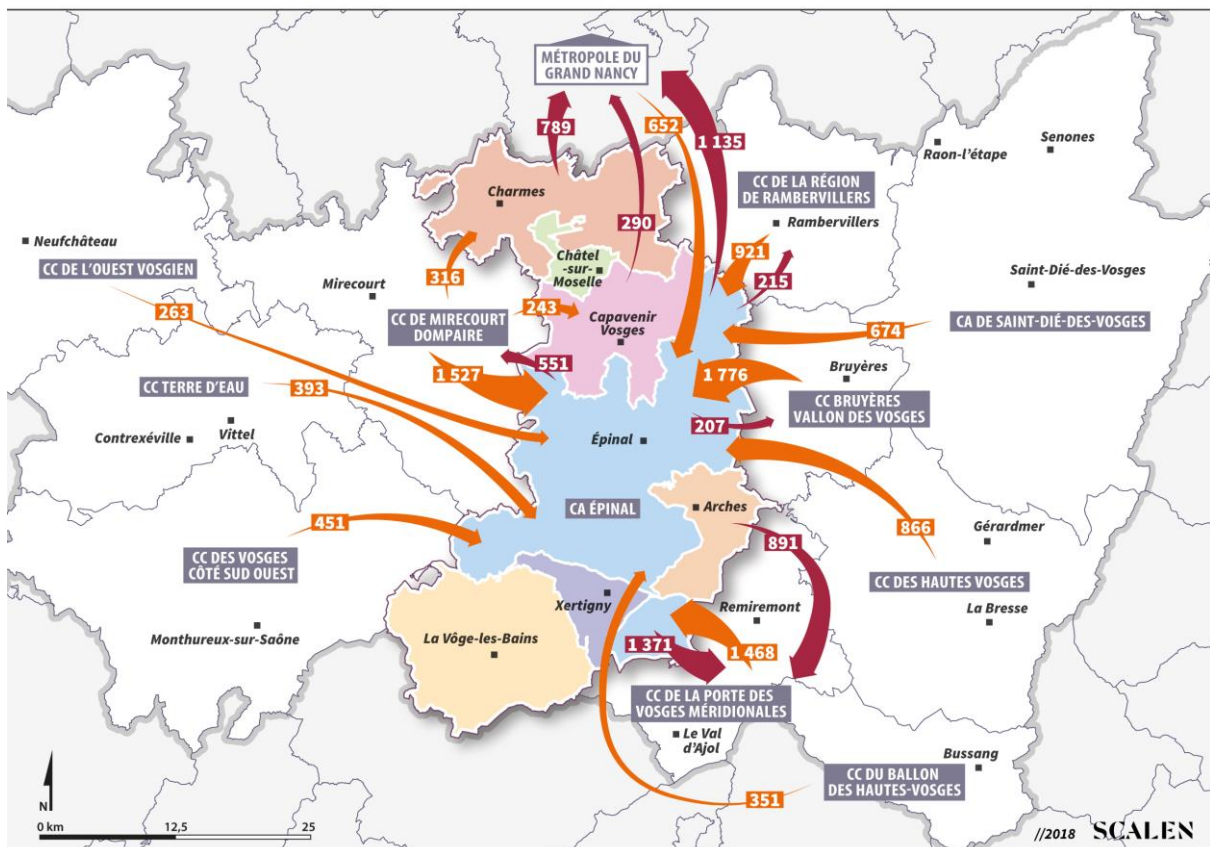 MÉTROPOLE DU
GRAND NANCY
789
652
1 135
Senones
Raon-l'étape
CC DE LA RÉGION
DE RAMBERVILLERS
Charmes
Rambervillers
290
Neufchâteau
921
CC DE L'OUEST VOSGIEN
316
Châtel
-sur-
Moselle
215
Saint-Dié-des-Vosges
Mirecourt
263
243
CC DE MIRECOURT
DOMPAIRE
Capavenir
Vosges
674
CA DE SAINT-DIÉ-DES-VOSGES
551
1 527
1 776
Bruyères
CC TERRE D'EAU
393
CC BRUYÈRES
VALLON DES VOSGES
207
Contrexéville
Vittel
Épinal
CA ÉPINAL
Arches
451
866
Gérardmer
891
CC DES VOSGES
CÔTÉ SUD OUEST
CC DES HAUTES VOSGES
Xertigny
Remiremont
La Bresse
Monthureux-sur-Saône
La Vôge-les-Bains
1 371
1 468
CC DE LA PORTE DES
VOSGES MÉRIDIONALES
Le Val
d'Ajol
Bussang
CC DU BALLON
DES HAUTES-VOSGES
351
N
0 km
12,5
25
//2018 SCALEN